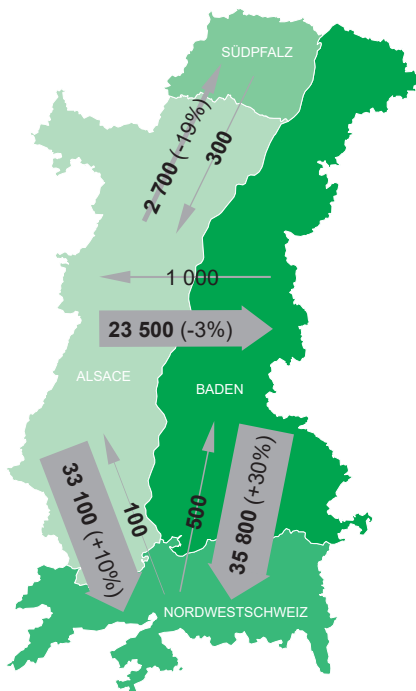 SÜDPFALZ
2 700 (-19%)
300
1 000
23 500 (-3%)
ALSACE
BADEN
33 100 (+10%)
100
500
35 800 (+30%)
NORDWESTSCHWEIZ